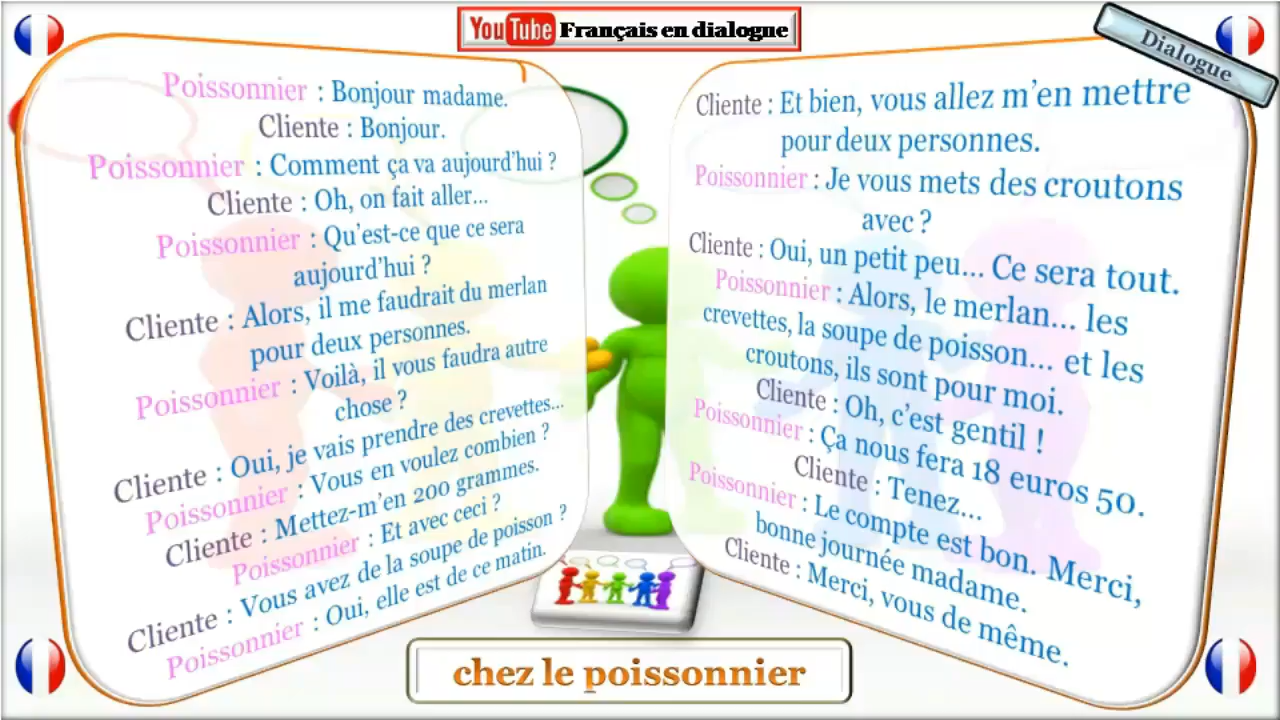 YouTube Français en dialogue
Dialogue
Poissonnier : Bonjour madame.
Cliente : Bonjour.
Poissonnier : Comment ça va aujourd'hui ?
Cliente : Oh, on fait aller...
Poissonnier : Qu'est-ce que ce sera
aujourd'hui ?
Cliente : Alors, il me faudrait du merlan
pour deux personnes.
Poissonnier : Voilà, il vous faudra autre
chose ?
Cliente : Oui, je vais prendre des crevettes...
Poissonnier : Vous en voulez combien ?
Cliente : Mettez-m'en 200 grammes.
Poissonnier : Et avec ceci ?
Cliente : Vous avez de la soupe de poisson ?
Poissonnier : Oui, elle est de ce matin.
Cliente : Et bien, vous allez m'en mettre
pour deux personnes.
Poissonnier : Je vous mets des croutons
avec ?
Cliente : Oui, un petit peu... Ce sera tout.
Poissonnier : Alors, le merlan... les
crevettes, la soupe de poisson... et les
croutons, ils sont pour moi.
Cliente : Oh, c'est gentil !
Poissonnier : Ça nous fera 18 euros 50.
Cliente : Tenez...
Poissonnier : Le compte est bon. Merci,
bonne journée madame.
Cliente : Merci, vous de même.
chez le poissonnier